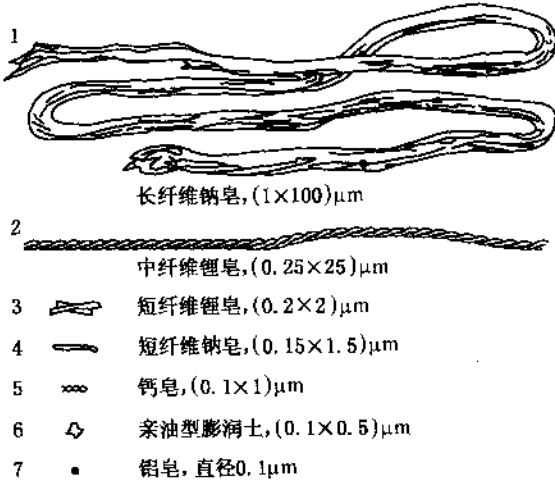 1
长纤维钠皂,(1×100)μm
2
中纤维锂皂,(0.25×25)μm
3 短纤维锂皂,(0.2×2)μm
4 短纤维钠皂,(0.15×1.5)μm
5 钙皂,(0.1×1)μm
6 亲油型膨润土,(0.1×0.5)μm
7 铝皂,直径0.1μm